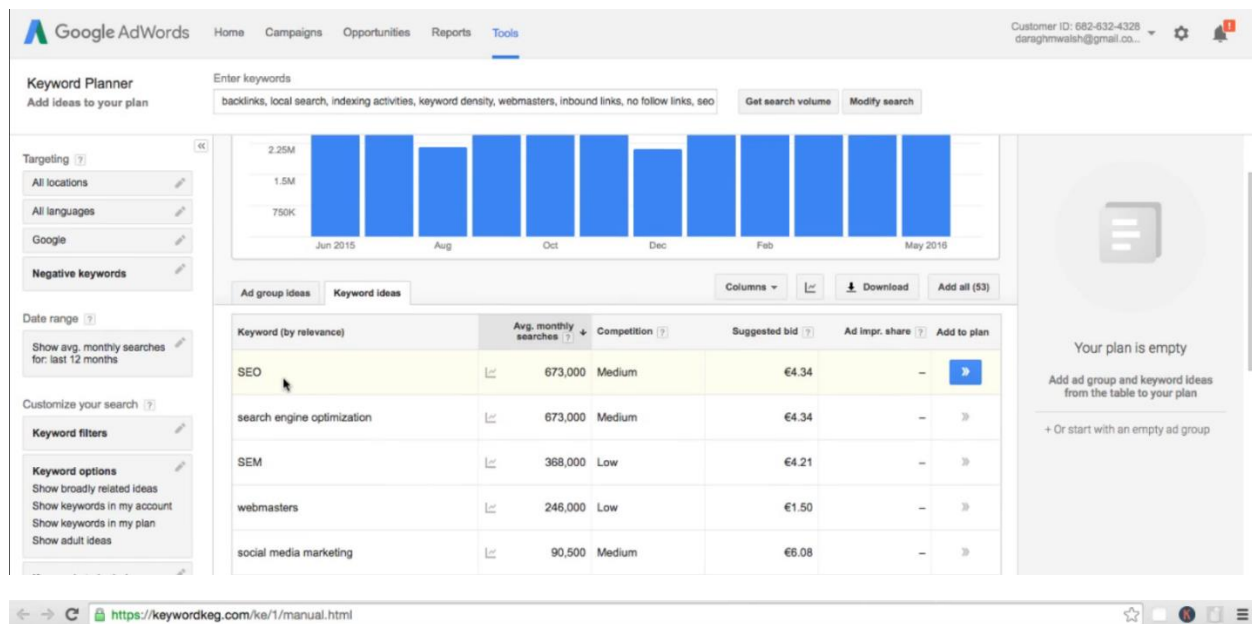 Google AdWords Home Campaigns Opportunities Reports Tools
Customer ID: 682-632-4328
daraghmwalsh@gmail.co...
Keyword Planner
Add ideas to your plan
Enter keywords
backlinks, local search, indexing activities, keyword density, webmasters, inbound links, no follow links, seo
Get search volume Modify search
Targeting ?
All locations
All languages
Google
Negative keywords
Date range ?
Show avg. monthly searches
for: last 12 months
Customize your search ?
Keyword filters
Keyword options
Show broadly related ideas
Show keywords in my account
Show keywords in my plan
Show adult ideas
2.25M
1.5M
750K
Jun 2015 Aug Oct Dec Feb May 2016
Ad group ideas Keyword ideas
Columns Download Add all (53)
Keyword (by relevance) Avg. monthly searches ? Competition ? Suggested bid ? Ad impr. share ? Add to plan
SEO 673,000 Medium €4.34 –
search engine optimization 673,000 Medium €4.34 –
SEM 368,000 Low €4.21 –
webmasters 246,000 Low €1.50 –
social media marketing 90,500 Medium €6.08 –
Your plan is empty
Add ad group and keyword ideas
from the table to your plan
+ Or start with an empty ad group
https://keywordkeg.com/ke/1/manual.html